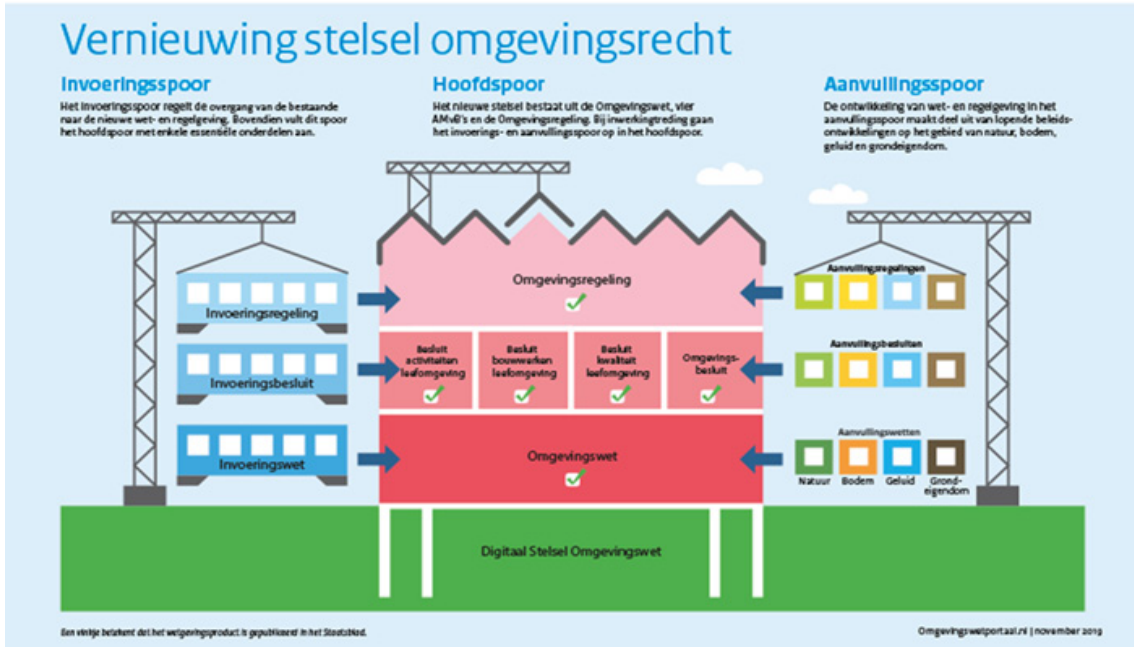 Vernieuwing stelsel omgevingsrecht
Invoeringsspoor
Het invoeringsspoor regelt de overgang van de bestaande
naar de nieuwe wet- en regelgeving. Bovendien vult dit spoor
het hoofdspoor met enkele essentiële onderdelen aan.
Hoofdspoor
Het nieuwe stelsel bestaat uit de Omgevingswet, vier
AMvB's en de Omgevingsregeling. Bij inwerkingtreding gaan
het invoerings- en aanvullingsspoor op in het hoofdspoor.
Aanvullingsspoor
De ontwikkeling van wet- en regelgeving in het
aanvullingsspoor maakt deel uit van lopende beleids-
ontwikkelingen op het gebied van natuur, bodem,
geluid en grondeigendom.
Invoeringsregeling
Invoeringsbesluit
Invoeringswet
Omgevingsregeling
Besluit
activiteiten
leefomgeving
Besluit
bouwwerken
leefomgeving
Besluit
kwaliteit
leefomgeving
Omgevings-
besluit
Omgevingswet
Digitaal Stelsel Omgevingswet
Aanvullingsregelingen
Aanvullingsbesluiten
Aanvullingswetten
Natuur
Bodem
Geluid
Grond-
eigendom
Een vinkje betekent dat het wetgevingsproduct is gepubliceerd in het Staatsblad.
Omgevingswetportaal.nl | november 2019